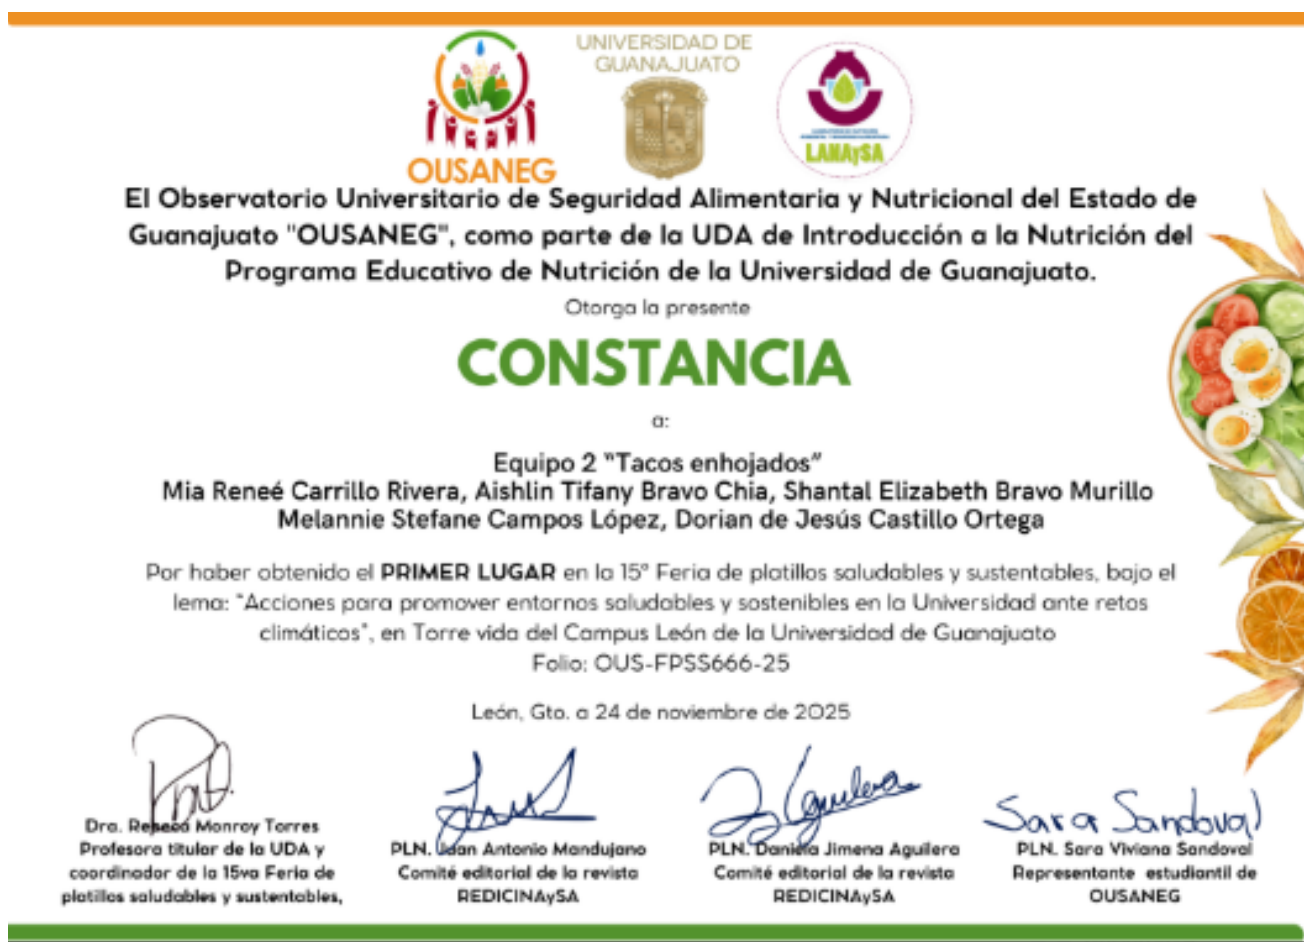 UNIVERSIDAD DE
GUANAJUATO
OUSANEG
LANAySA
El Observatorio Universitario de Seguridad Alimentaria y Nutricional del Estado de
Guanajuato "OUSANEG", como parte de la UDA de Introducción a la Nutrición del
Programa Educativo de Nutrición de la Universidad de Guanajuato.
Otorga la presente
CONSTANCIA
a:
Equipo 2 "Tacos enhojados"
Mia Reneé Carrillo Rivera, Aishlin Tifany Bravo Chia, Shantal Elizabeth Bravo Murillo
Melannie Stefane Campos López, Dorian de Jesús Castillo Ortega
Por haber obtenido el PRIMER LUGAR en la 15° Feria de platillos saludables y sustentables, bajo el
lema: "Acciones para promover entornos saludables y sostenibles en la Universidad ante retos
climáticos", en Torre vida del Campus León de la Universidad de Guanajuato
Folio: OUS-FPSS666-25
León, Gto. a 24 de noviembre de 2025
Aguilera
Sara Sandoval
Dra. Rebeca Monroy Torres
Profesora titular de la UDA y
coordinador de la 15va Feria de
platillos saludables y sustentables,
PLN. Antonio Mandujano
Comité editorial de la revista
REDICINAySA
PLN. Daniela Jimena Aguilera
Comité editorial de la revista
REDICINAySA
PLN. Sara Viviana Sandoval
Representante estudiantil de
OUSANEG